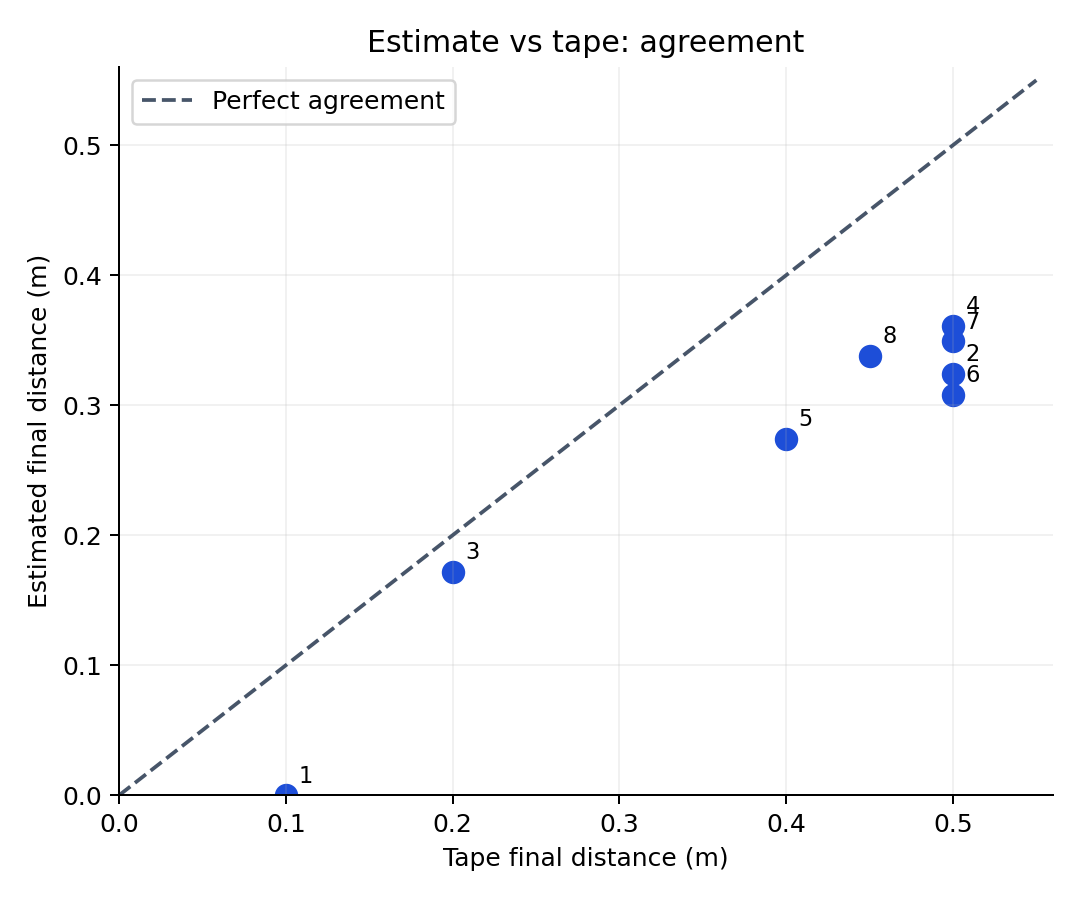 Estimate vs tape: agreement
Perfect agreement
Estimated final distance (m)
0.5
0.4
0.3
0.2
0.1
0.0
4
7
8
2
6
5
3
1
0.0 0.1 0.2 0.3 0.4 0.5
Tape final distance (m)